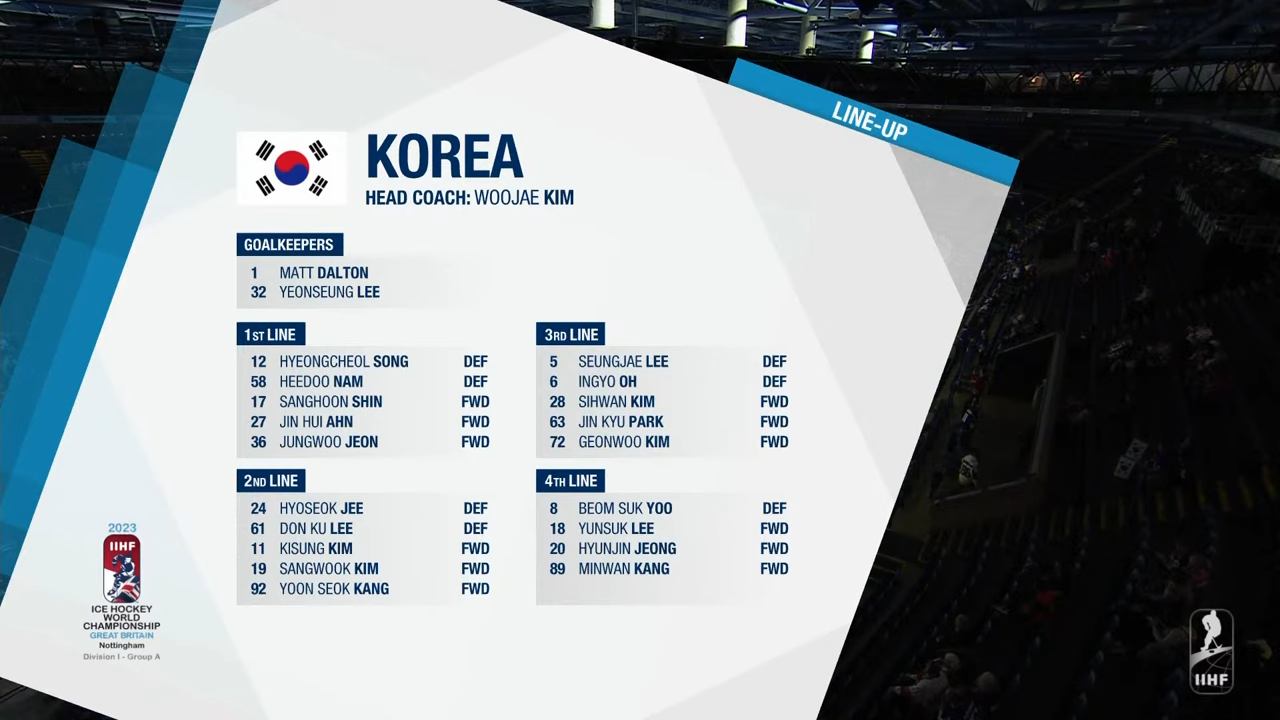 LINE-UP
KOREA
HEAD COACH: WOOJAE KIM
GOALKEEPERS
1 MATT DALTON
32 YEONSEUNG LEE
1ST LINE
12 HYEONGCHEOL SONG DEF
58 HEEDOO NAM DEF
17 SANGHOON SHIN FWD
27 JIN HUI AHN FWD
36 JUNGWOO JEON FWD
2ND LINE
24 HYOSEOK JEE DEF
61 DON KU LEE DEF
11 KISUNG KIM FWD
19 SANGWOOK KIM FWD
92 YOON SEOK KANG FWD
3RD LINE
5 SEUNGJAE LEE DEF
6 INGYO OH DEF
28 SIHWAN KIM FWD
63 JIN KYU PARK FWD
72 GEONWOO KIM FWD
4TH LINE
8 BEOM SUK YOO DEF
18 YUNSUK LEE FWD
20 HYUNJIN JEONG FWD
89 MINWAN KANG FWD
2023
IIHF
ICE HOCKEY
WORLD
CHAMPIONSHIP
GREAT BRITAIN
Nottingham
Division I - Group A
IIHF